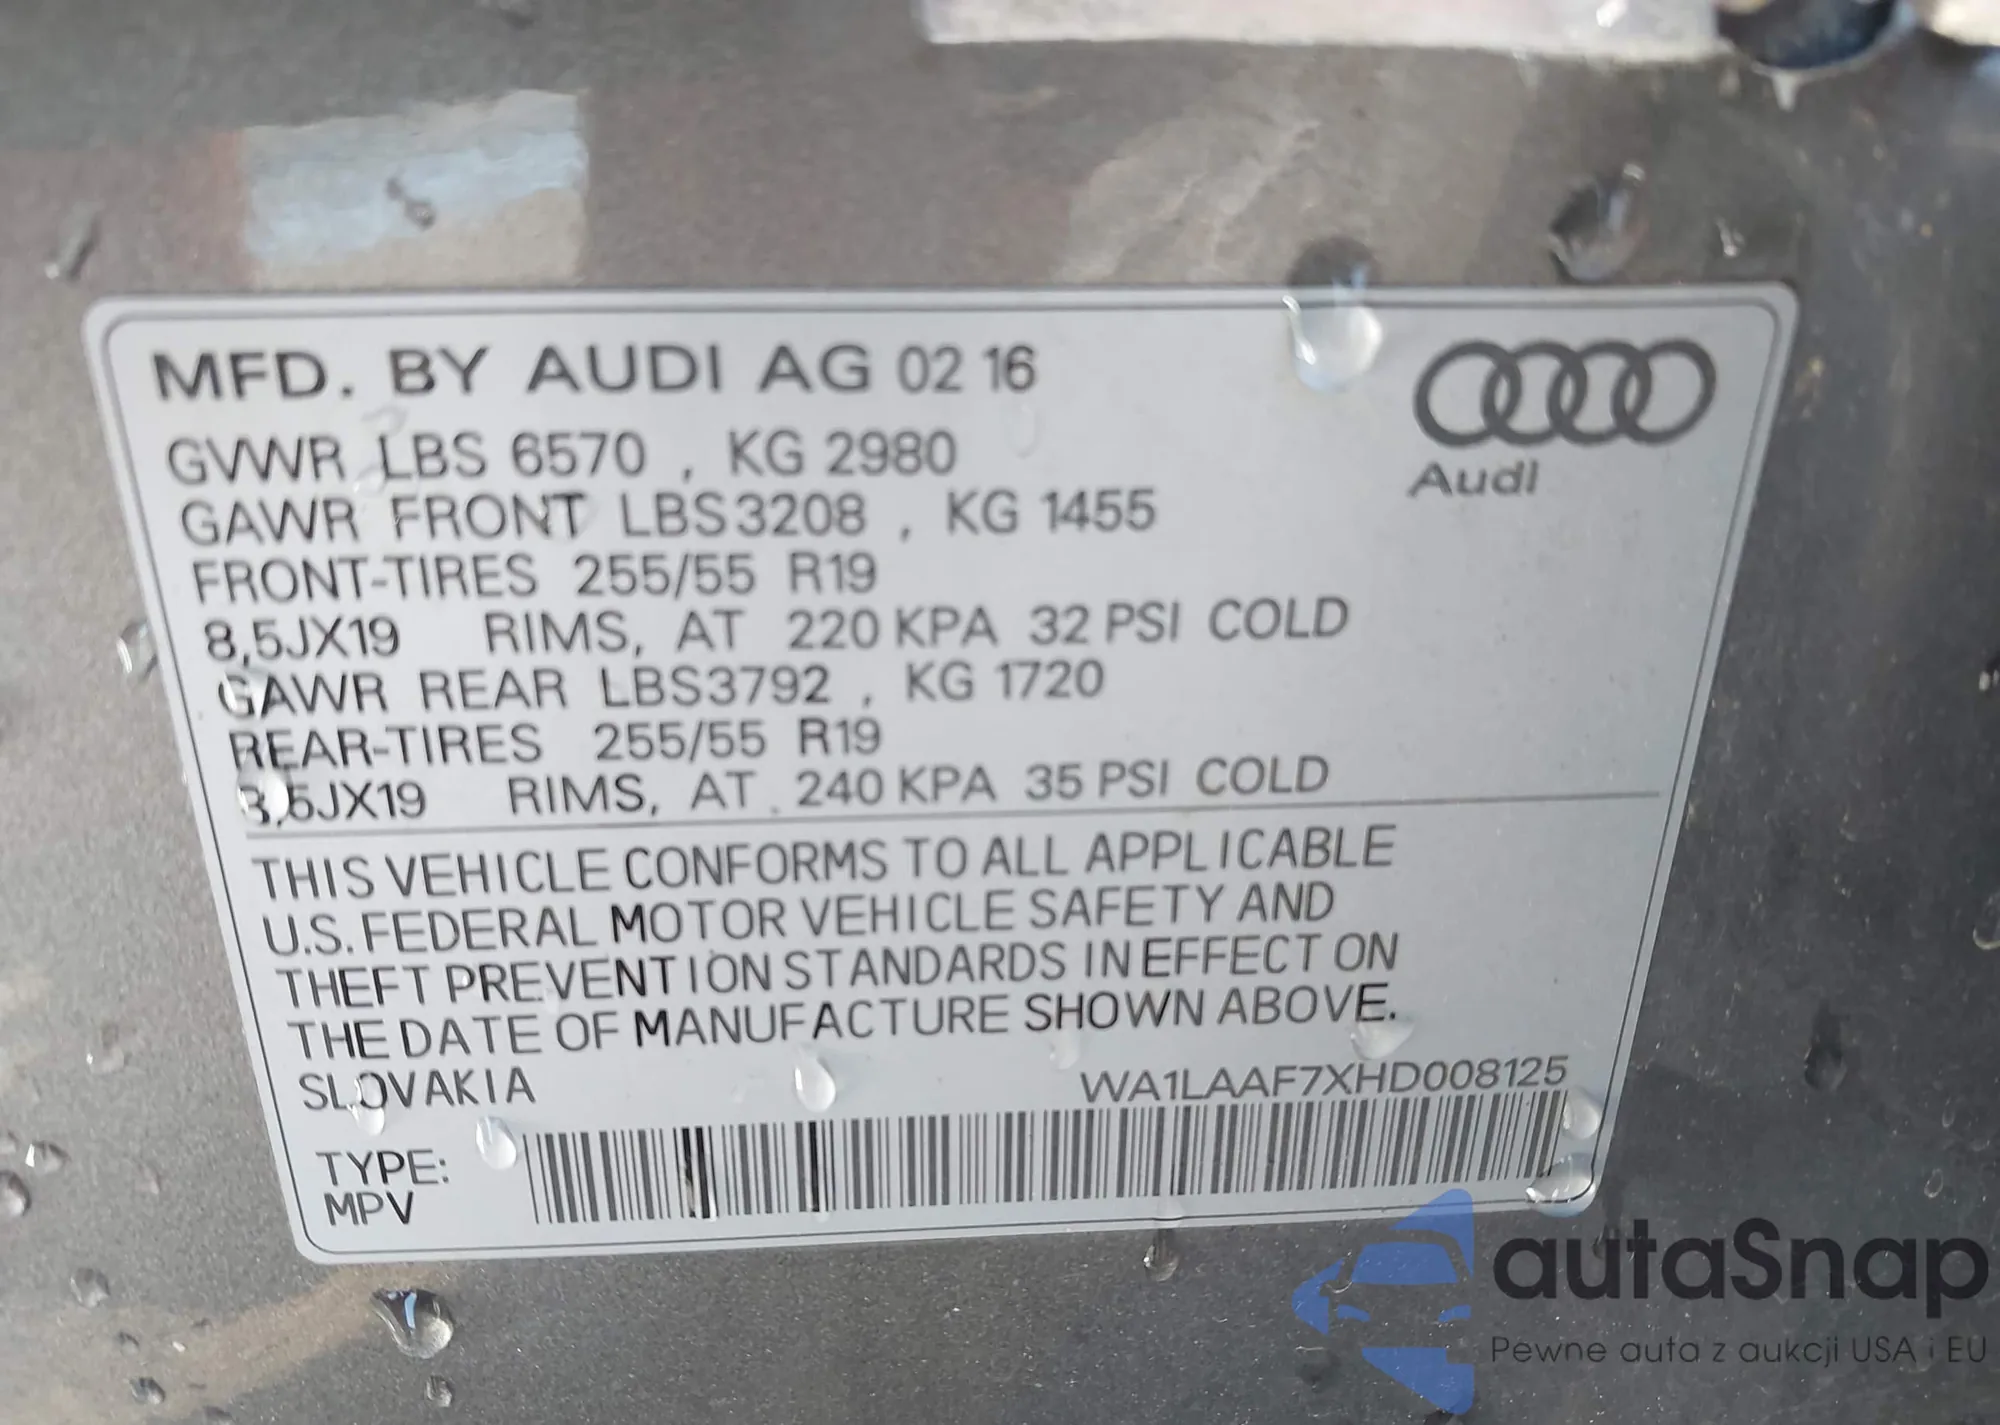 MFD. BY AUDI AG 02 16
GVWR LBS 6570 , KG 2980
GAWR FRONT LBS 3208 , KG 1455
FRONT-TIRES 255/55 R19
8,5JX19 RIMS, AT 220 KPA 32 PSI COLD
GAWR REAR LBS 3792 , KG 1720
REAR-TIRES 255/55 R19
8,5JX19 RIMS, AT 240 KPA 35 PSI COLD
Audi
THIS VEHICLE CONFORMS TO ALL APPLICABLE
U.S. FEDERAL MOTOR VEHICLE SAFETY AND
THEFT PREVENTION STANDARDS IN EFFECT ON
THE DATE OF MANUFACTURE SHOWN ABOVE.
SLOVAKIA WA1LAAF7XHD008125
TYPE:
MPV
autaSnap
Pewne auta z aukcji USA i EU